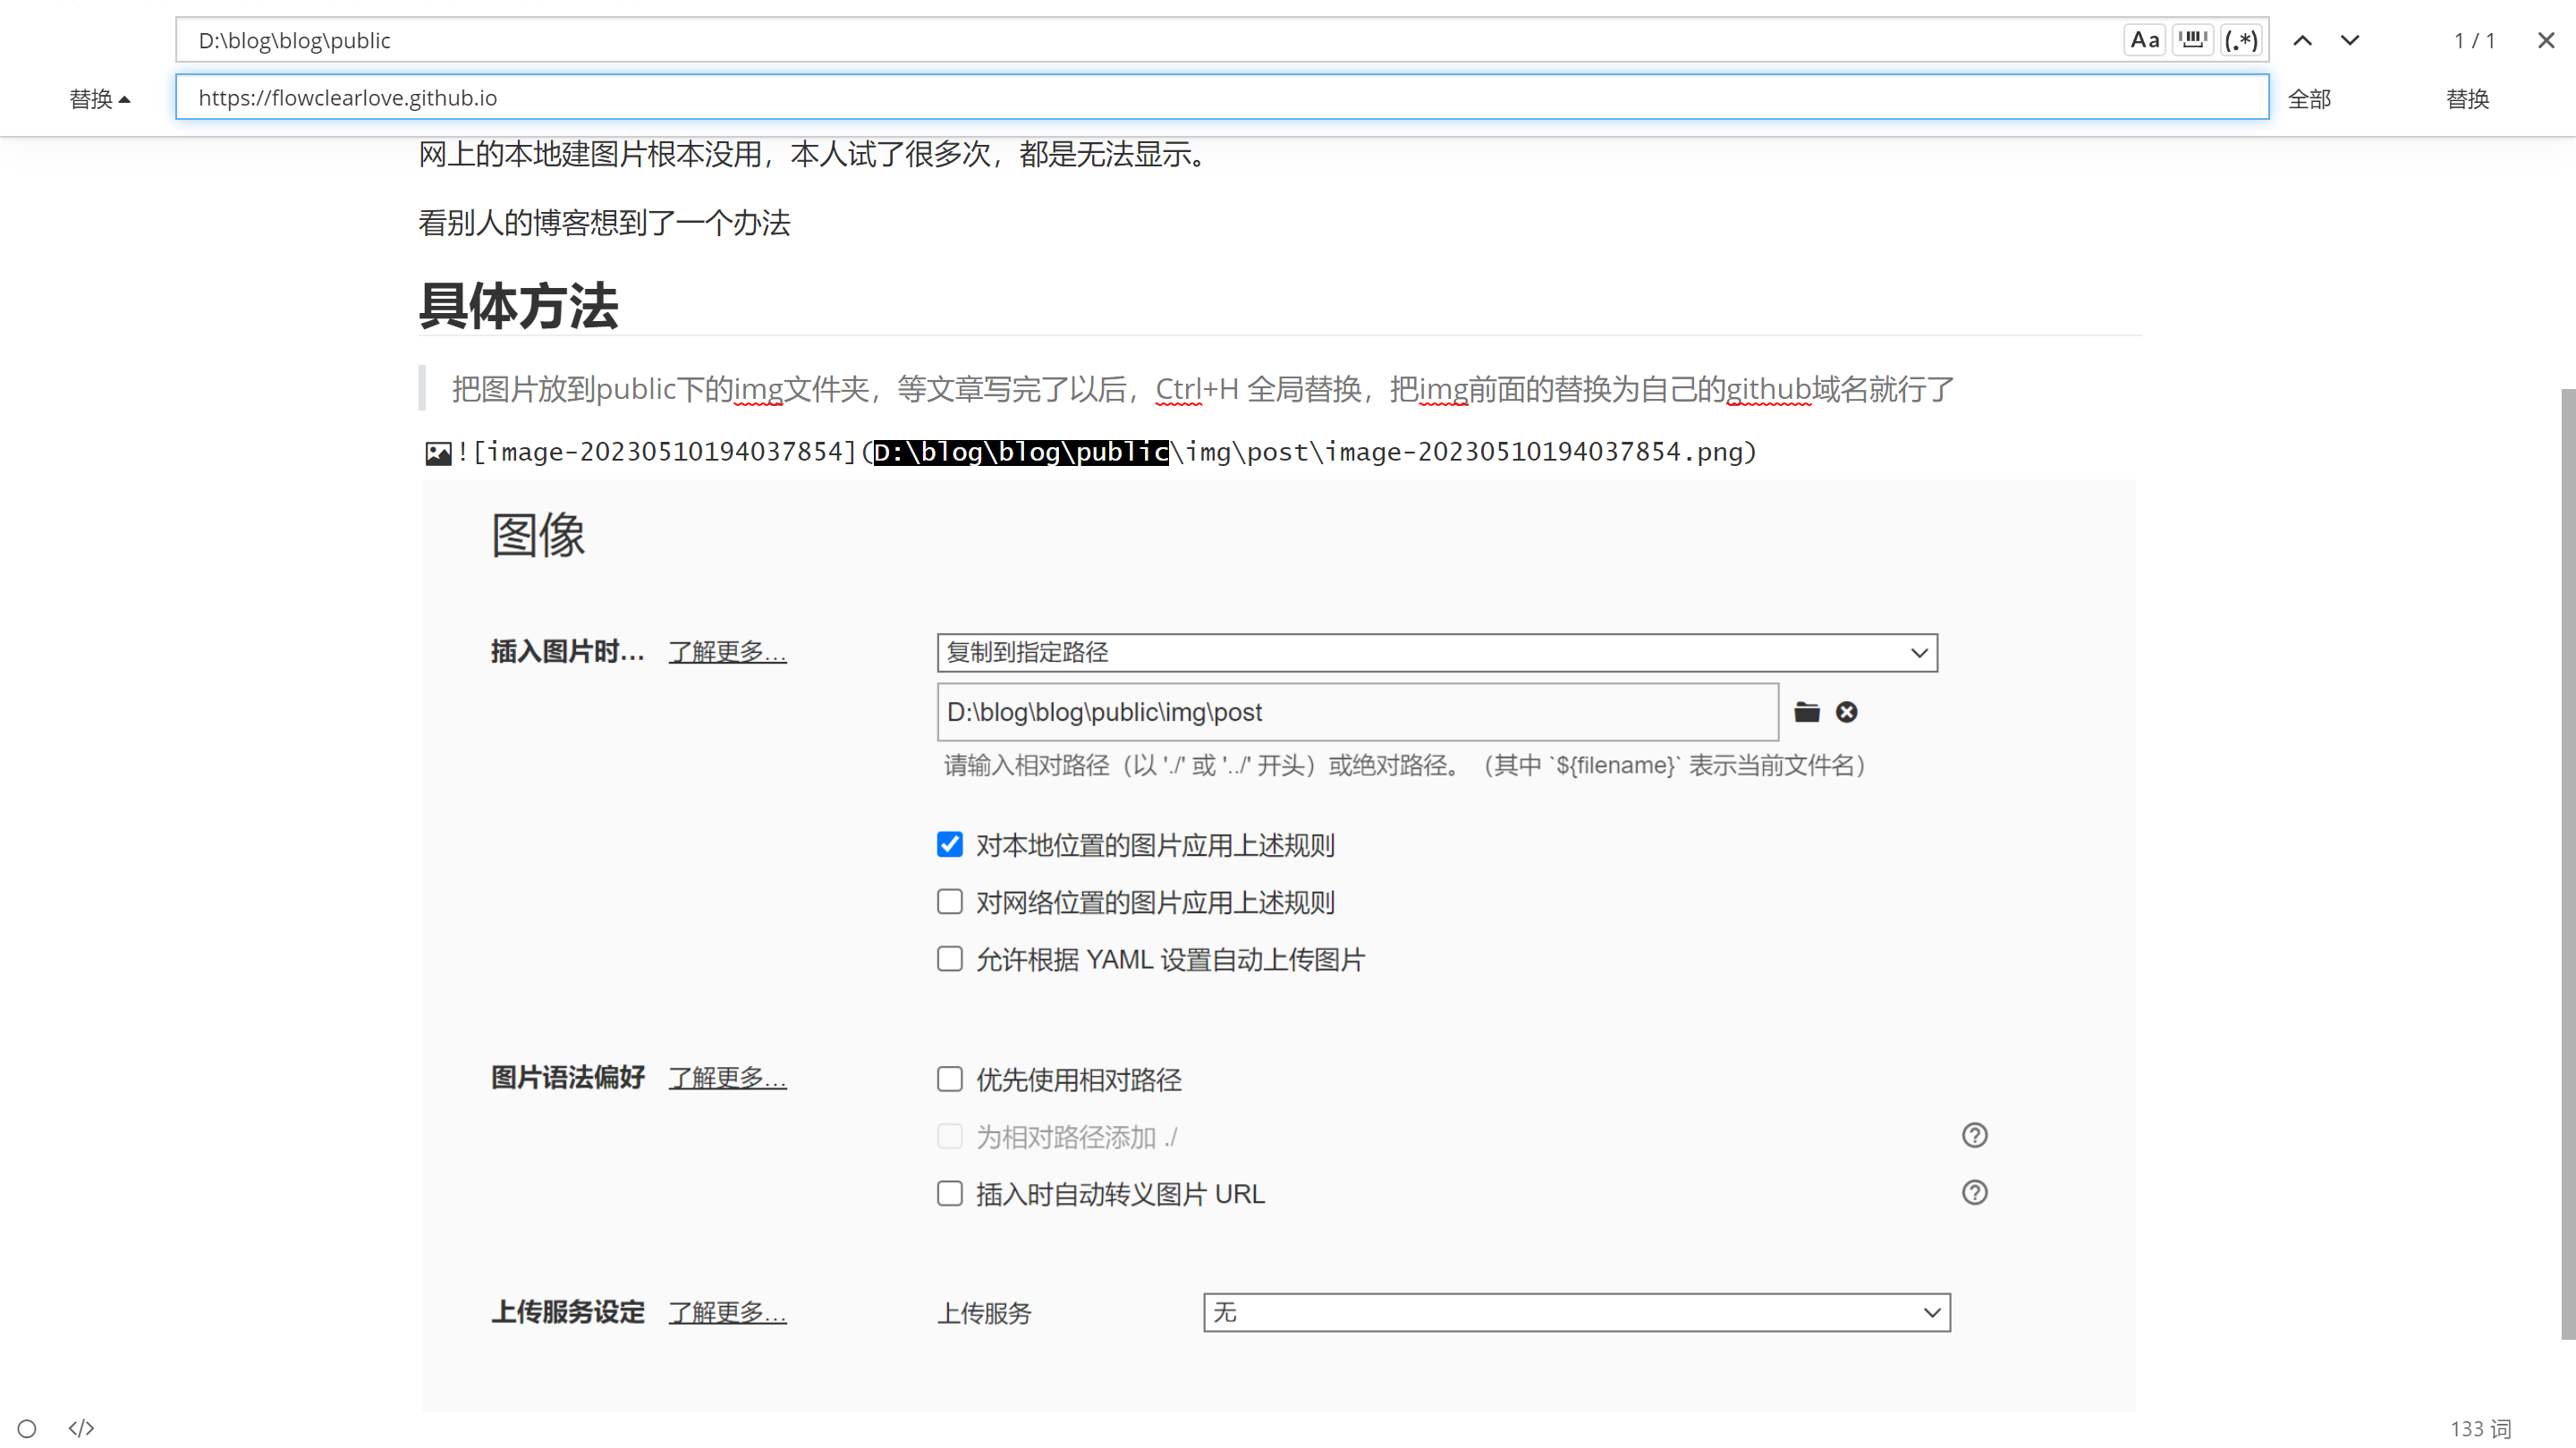 D:\blog\blog\public
Aa
(.*)
1 / 1
替换
https://flowclearlove.github.io
全部
替换
网上的本地建图片根本没用，本人试了很多次，都是无法显示。
看别人的博客想到了一个办法
具体方法
把图片放到public下的img文件夹，等文章写完了以后，Ctrl+H 全局替换，把img前面的替换为自己的github域名就行了
![image-20230510194037854](D:\blog\blog\public\img\post\image-20230510194037854.png)
图像
插入图片时... 了解更多... 复制到指定路径
D:\blog\blog\public\img\post
请输入相对路径（以 './' 或 '../' 开头）或绝对路径。（其中 `${filename}` 表示当前文件名）
对本地位置的图片应用上述规则
对网络位置的图片应用上述规则
允许根据 YAML 设置自动上传图片
图片语法偏好 了解更多... 优先使用相对路径
为相对路径添加 ./
插入时自动转义图片 URL
上传服务设定 了解更多... 上传服务 无
</> 133 词